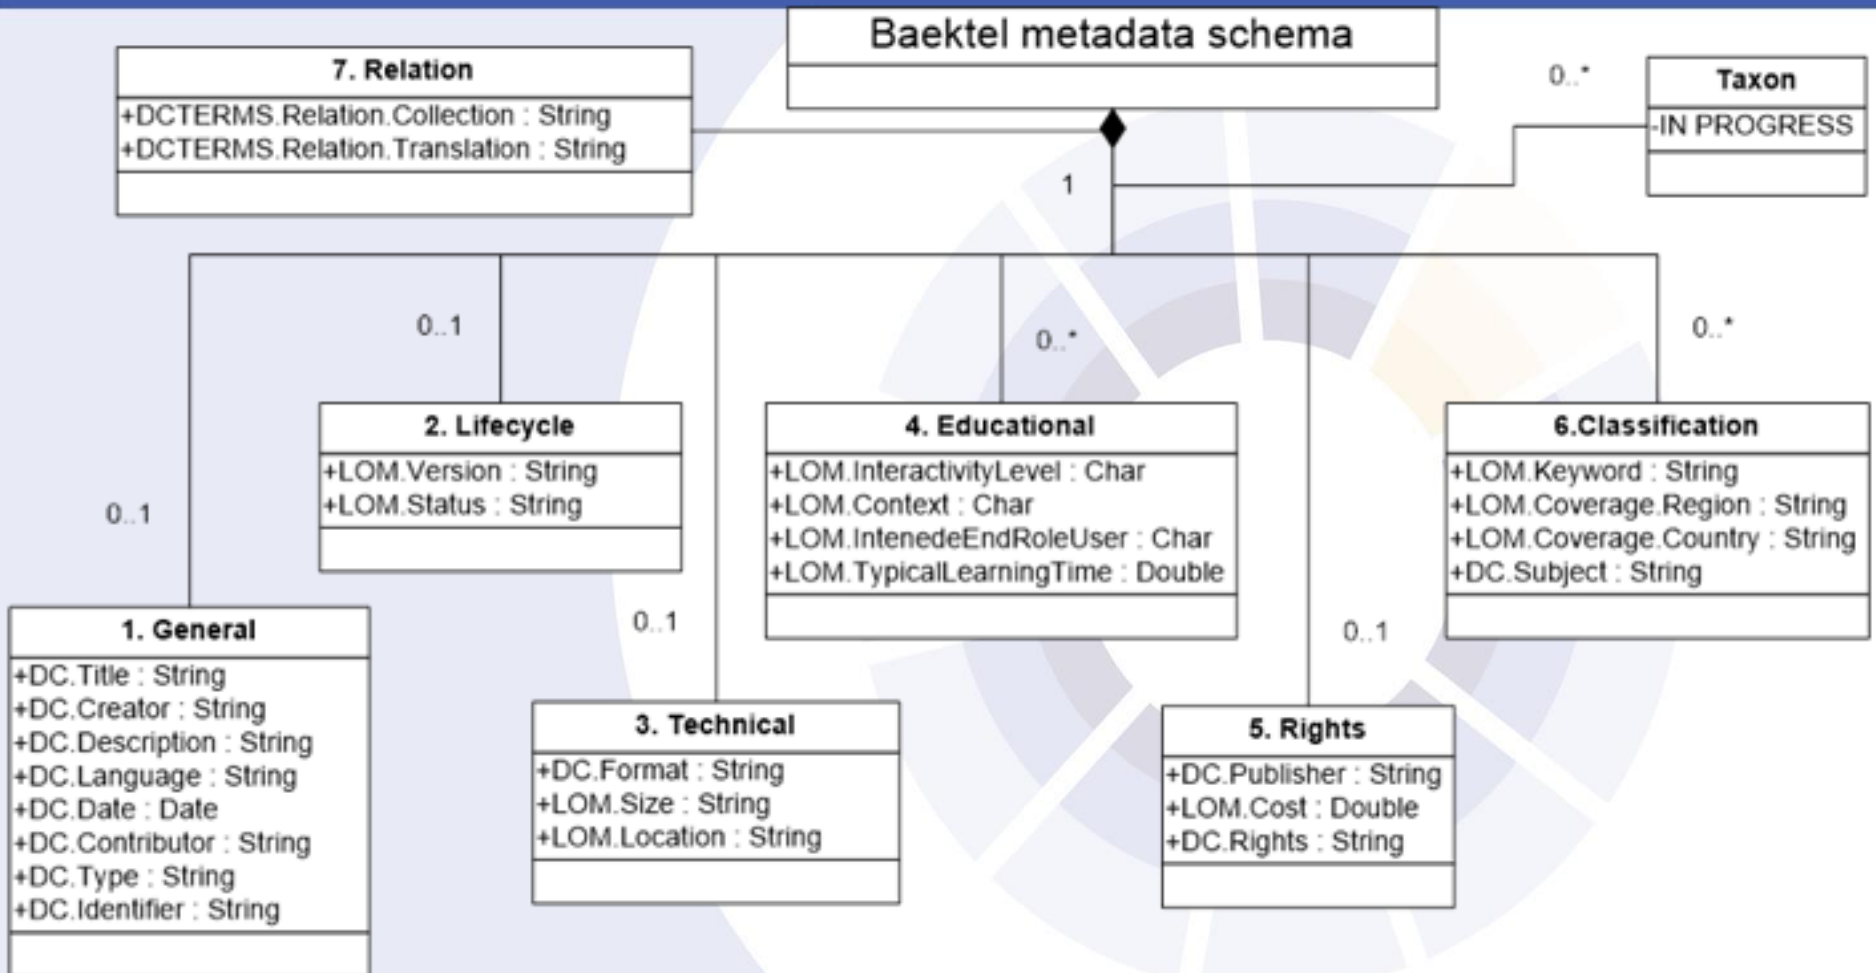 Baektel metadata schema
7. Relation
+DCTERMS.Relation.Collection : String
+DCTERMS.Relation.Translation : String
0..*
Taxon
-IN PROGRESS
1
0..1
2. Lifecycle
+LOM.Version : String
+LOM.Status : String
0..*
4. Educational
+LOM.InteractivityLevel : Char
+LOM.Context : Char
+LOM.IntenedeEndRoleUser : Char
+LOM.TypicalLearningTime : Double
0..*
6.Classification
+LOM.Keyword : String
+LOM.Coverage.Region : String
+LOM.Coverage.Country : String
+DC.Subject : String
0..1
1. General
+DC.Title : String
+DC.Creator : String
+DC.Description : String
+DC.Language : String
+DC.Date : Date
+DC.Contributor : String
+DC.Type : String
+DC.Identifier : String
0..1
3. Technical
+DC.Format : String
+LOM.Size : String
+LOM.Location : String
0..1
5. Rights
+DC.Publisher : String
+LOM.Cost : Double
+DC.Rights : String